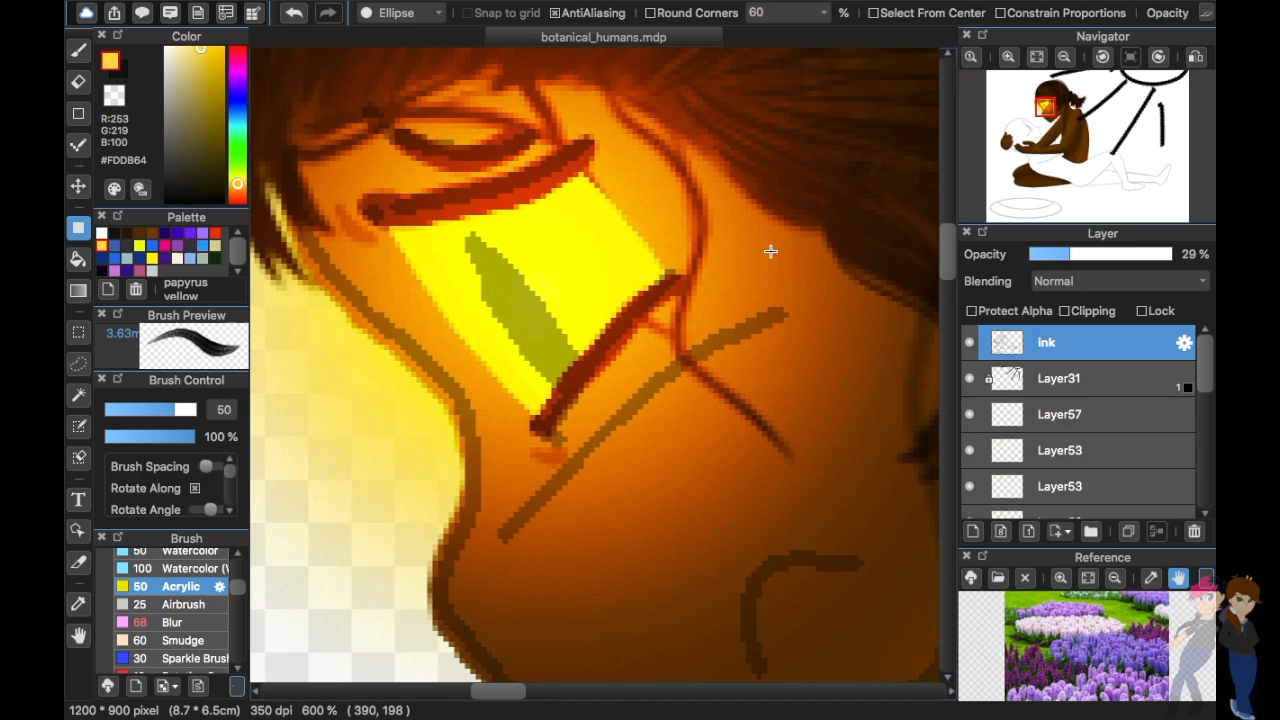 Ellipse Snap to grid AntiAliasing Round Corners 60 % Select From Center Constrain Proportions Opacity
botanical_humans.mdp
Color
R:253
G:219
B:100
#FDDB64
Palette
papyrus
yellow
Brush Preview
3.63m
Brush Control
50
100 %
Brush Spacing
Rotate Along
Rotate Angle
Brush
50 Watercolor
100 Watercolor (
50 Acrylic
25 Airbrush
68 Blur
60 Smudge
30 Sparkle Brus
Navigator
Layer
Opacity 29 %
Blending Normal
Protect Alpha Clipping Lock
ink
Layer31
1
Layer57
Layer53
Layer53
Reference
T
1200 * 900 pixel (8.7 * 6.5cm) 350 dpi 600 % ( 390, 198 )